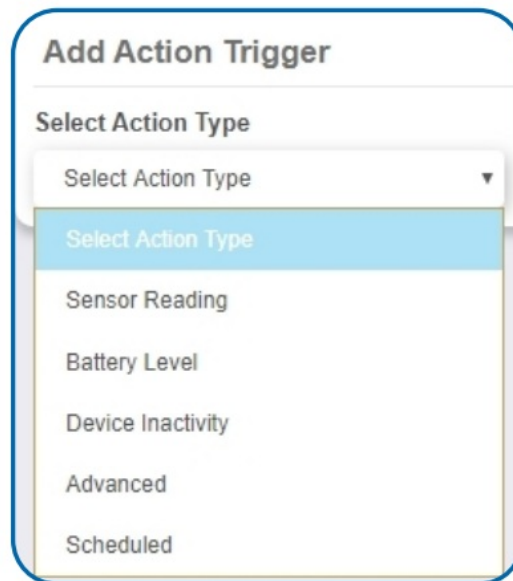 Add Action Trigger
Select Action Type
Select Action Type
Select Action Type
Sensor Reading
Battery Level
Device Inactivity
Advanced
Scheduled